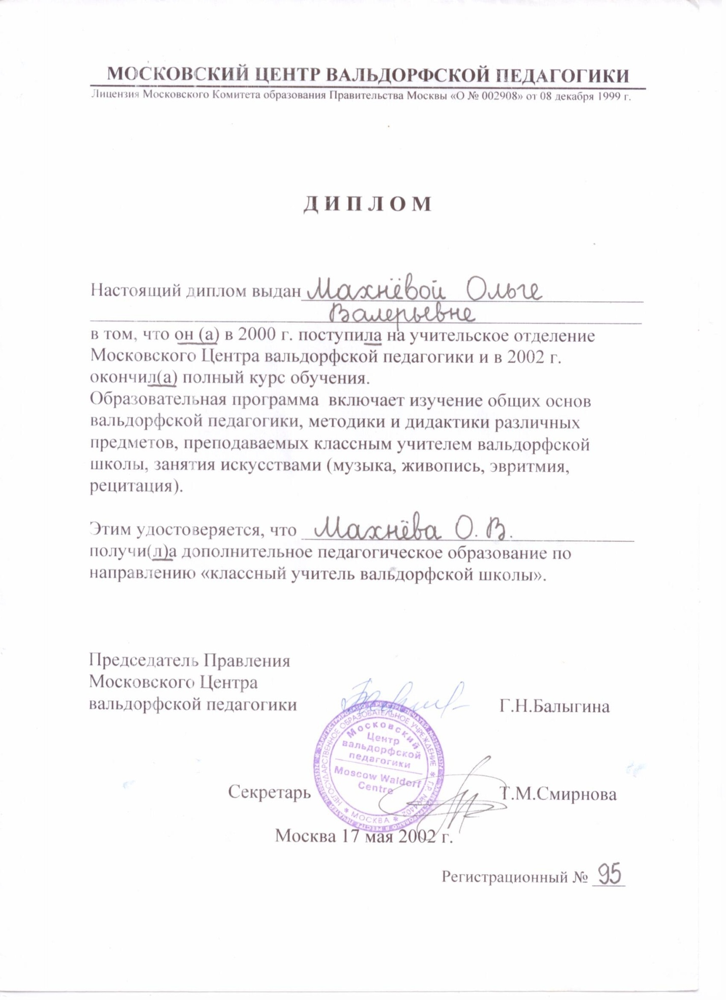 МОСКОВСКИЙ ЦЕНТР ВАЛЬДОРФСКОЙ ПЕДАГОГИКИ
Лицензия Московского Комитета образования Правительства Москвы «О № 002908» от 08 декабря 1999 г.
ДИПЛОМ
Настоящий диплом выдан Махнёвой Ольге
Валерьевне
в том, что он (а) в 2000 г. поступила на учительское отделение
Московского Центра вальдорфской педагогики и в 2002 г.
окончил(а) полный курс обучения.
Образовательная программа включает изучение общих основ
вальдорфской педагогики, методики и дидактики различных
предметов, преподаваемых классным учителем вальдорфской
школы, занятия искусствами (музыка, живопись, эвритмия,
рецитация).
Этим удостоверяется, что Махнёва О. В.
получи(л)а дополнительное педагогическое образование по
направлению «классный учитель вальдорфской школы».
Председатель Правления
Московского Центра
вальдорфской педагогики Г.Н.Балыгина
НЕГОСУДАРСТВЕННОЕ ОБРАЗОВАТЕЛЬНОЕ УЧРЕЖДЕНИЕ
* МОСКВА *
Московский
Центр
вальдорфской
педагогики
Moscow Waldorf
Centre
Секретарь Т.М.Смирнова
Москва 17 мая 2002 г.
Регистрационный № 95